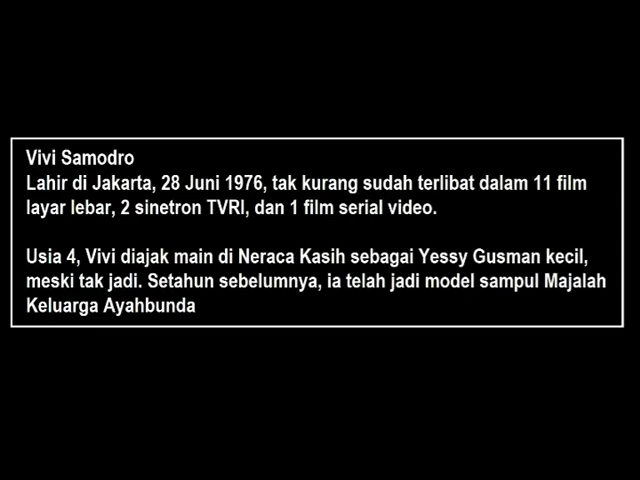 Vivi Samodro
Lahir di Jakarta, 28 Juni 1976, tak kurang sudah terlibat dalam 11 film
layar lebar, 2 sinetron TVRI, dan 1 film serial video.
Usia 4, Vivi diajak main di Neraca Kasih sebagai Yessy Gusman kecil,
meski tak jadi. Setahun sebelumnya, ia telah jadi model sampul Majalah
Keluarga Ayahbunda